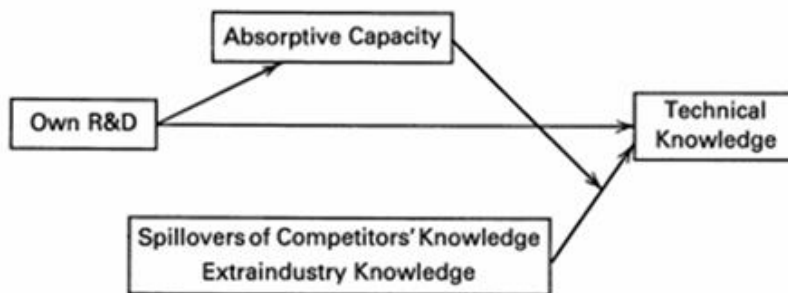 Absorptive Capacity
Own R&D
Technical
Knowledge
Spillovers of Competitors' Knowledge
Extraindustry Knowledge